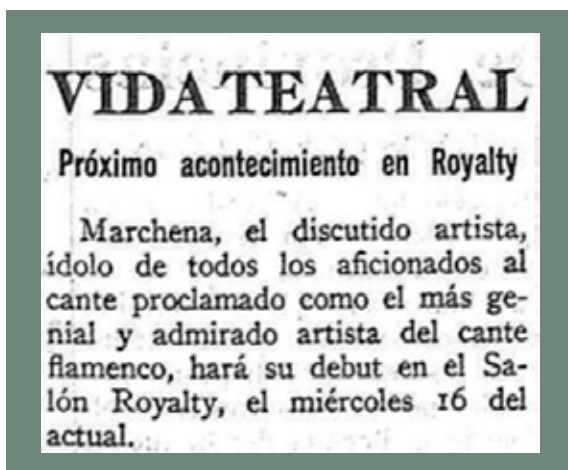 VIDA TEATRAL
Próximo acontecimiento en Royalty
Marchena, el discutido artista,
ídolo de todos los aficionados al
cante proclamado como el más ge-
nial y admirado artista del cante
flamenco, hará su debut en el Sa-
lón Royalty, el miércoles 16 del
actual.